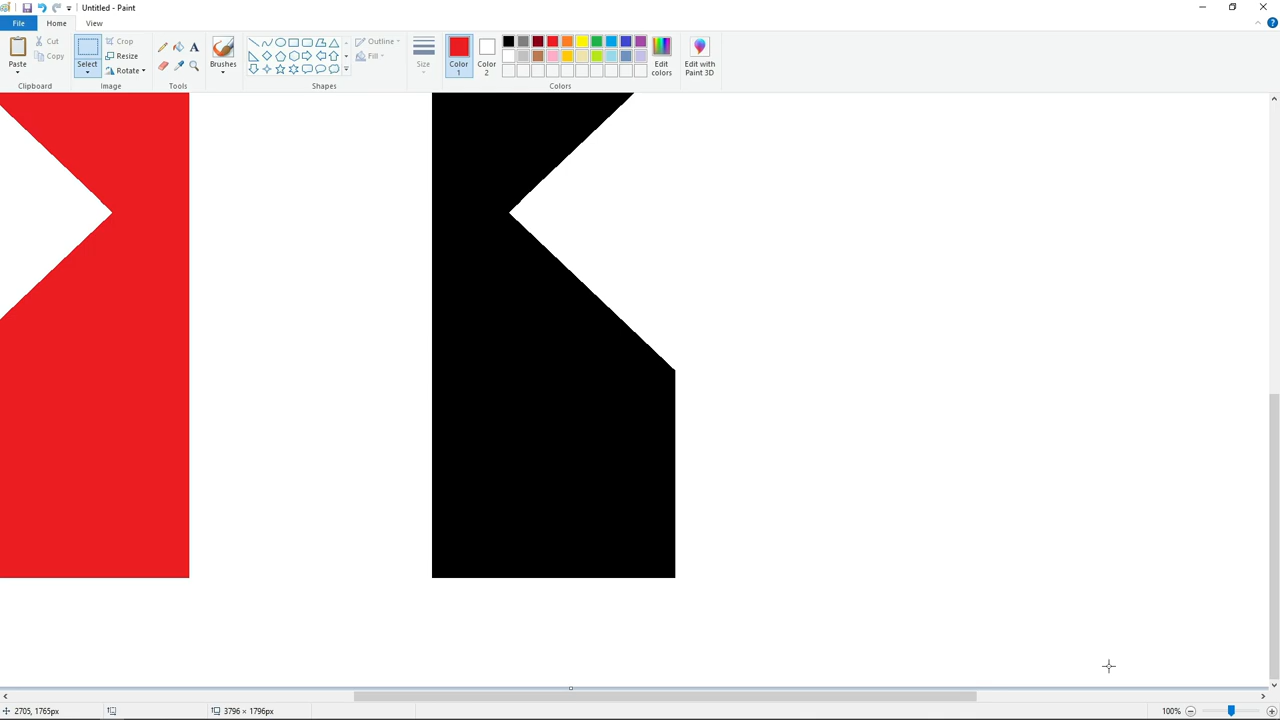 Untitled - Paint
File Home View
Paste
Cut
Copy
Clipboard
Select
Crop
Resize
Rotate
Image
A
Tools
Brushes
Shapes
Outline
Fill
Size
Color 1
Color 2
Colors
Edit colors
Edit with Paint 3D
2705, 1765px
3796 × 1796px
100%